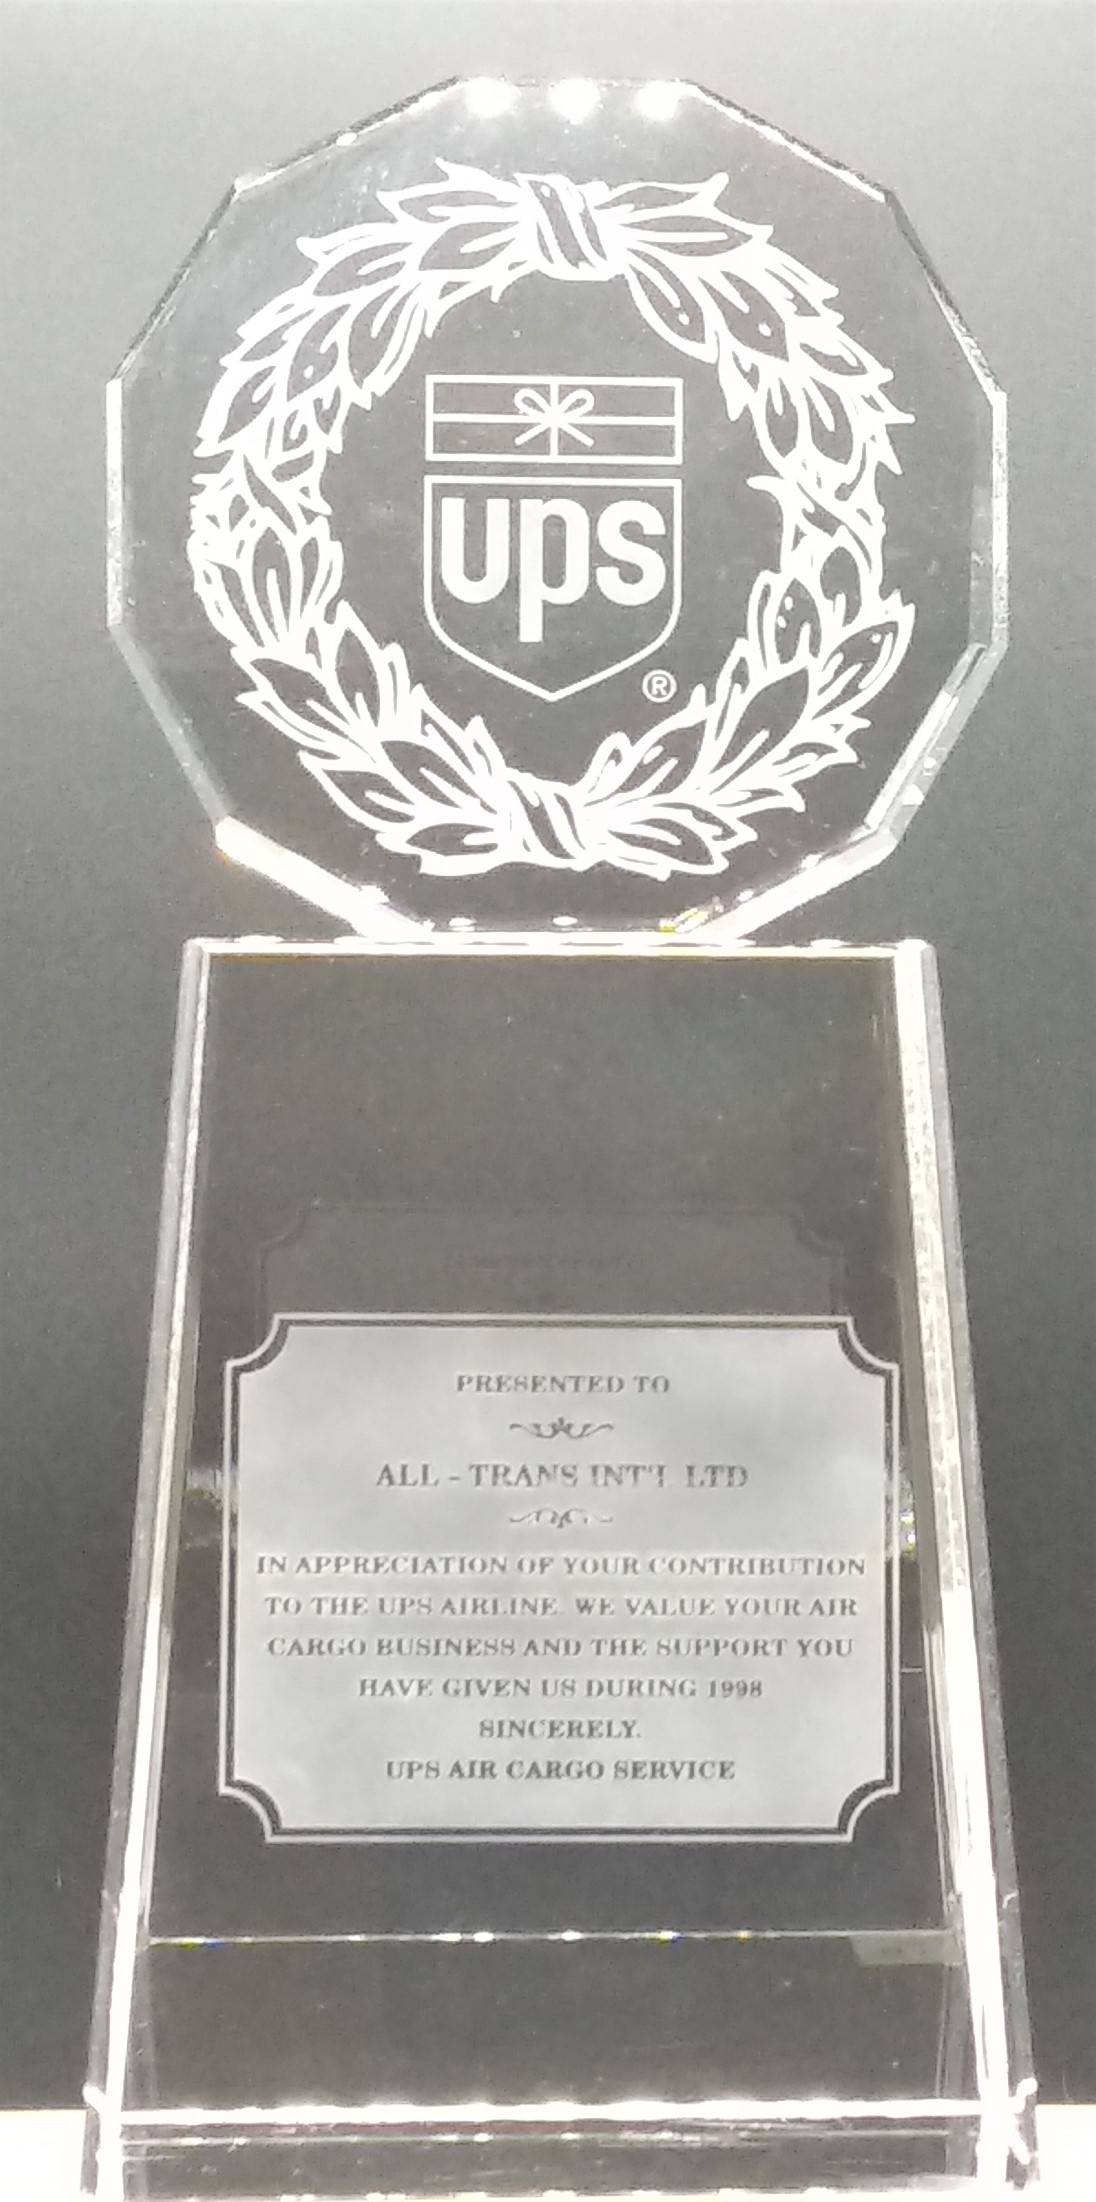 ups
®
PRESENTED TO
ALL - TRANS INT'L LTD
IN APPRECIATION OF YOUR CONTRIBUTION
TO THE UPS AIRLINE. WE VALUE YOUR AIR
CARGO BUSINESS AND THE SUPPORT YOU
HAVE GIVEN US DURING 1998
SINCERELY.
UPS AIR CARGO SERVICE